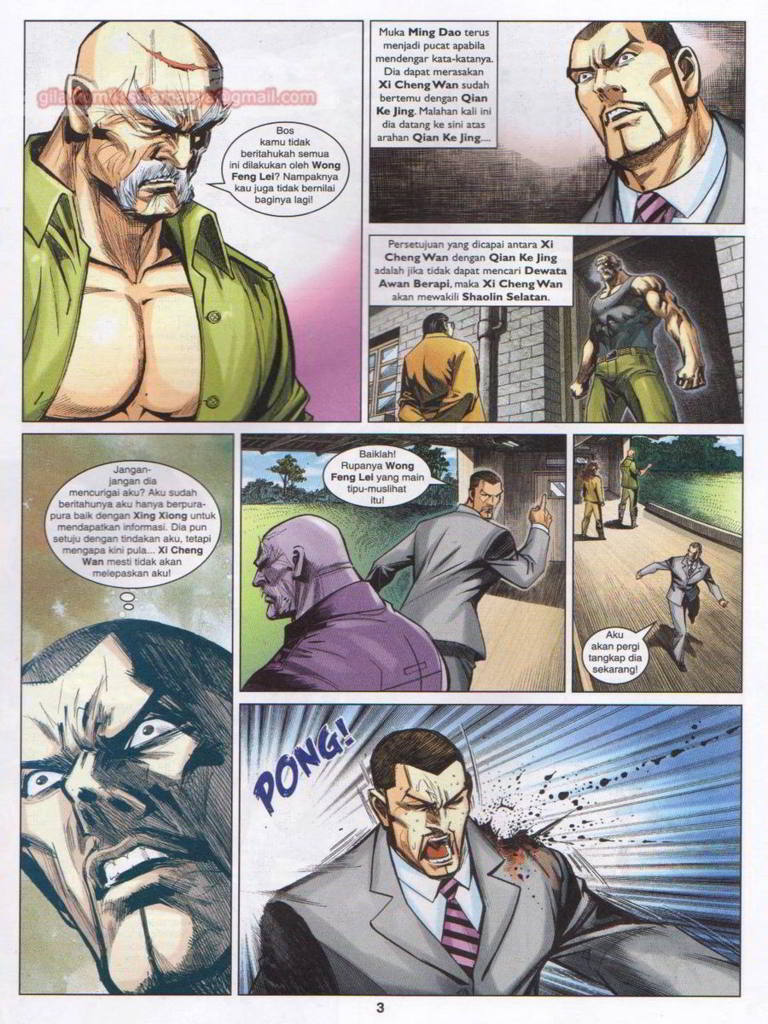 Bos
kamu tidak
beritahukah semua
ini dilakukan oleh Wong
Feng Lei? Nampaknya
kau juga tidak bernilai
baginya lagi!
Muka Ming Dao terus
menjadi pucat apabila
mendengar kata-katanya.
Dia dapat merasakan
Xi Cheng Wan sudah
bertemu dengan Qian
Ke Jing. Malahan kali ini
dia datang ke sini atas
arahan Qian Ke Jing....
Persetujuan yang dicapai antara Xi
Cheng Wan dengan Qian Ke Jing
adalah jika tidak dapat mencari Dewata
Awan Berapi, maka Xi Cheng Wan
akan mewakili Shaolin Selatan.
Jangan-
jangan dia
mencurigai aku? Aku sudah
beritahunya aku hanya berpura-
pura baik dengan Xing Xiong untuk
mendapatkan informasi. Dia pun
setuju dengan tindakan aku, tetapi
mengapa kini pula... Xi Cheng
Wan mesti tidak akan
melepaskan aku!
Baiklah!
Rupanya Wong
Feng Lei yang main
tipu-muslihat
itu!
Aku
akan pergi
tangkap dia
sekarang!
PONG!
3